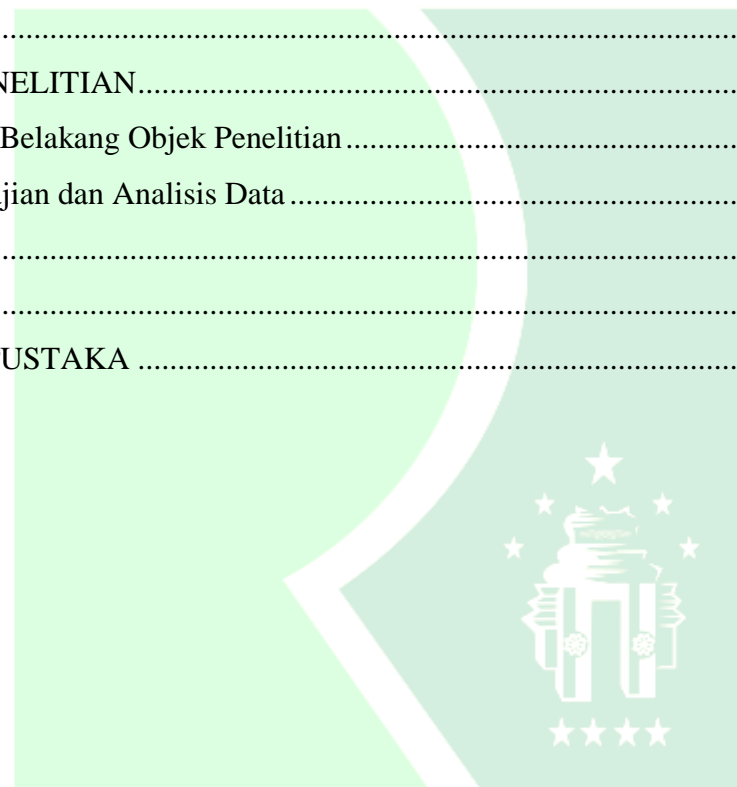 ................................................................................
NELITIAN................................................................
Belakang Objek Penelitian..........................................
jian dan Analisis Data.................................................
................................................................................
................................................................................
USTAKA ................................................................